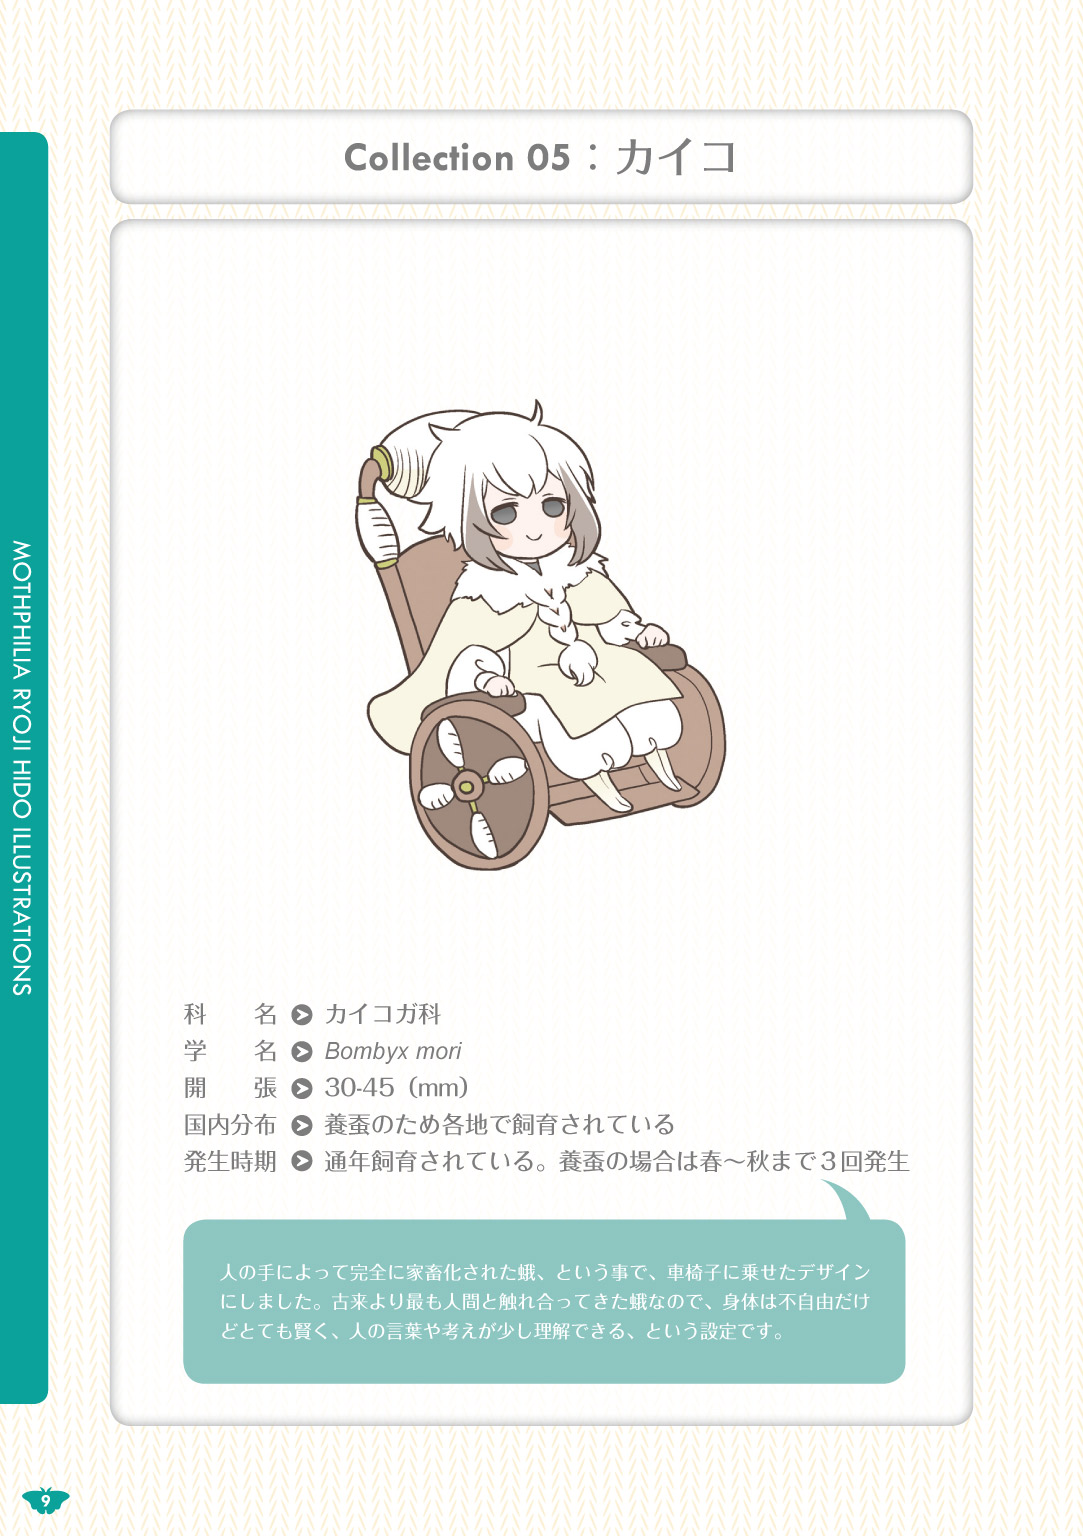 Collection 05：カイコ
MOTHPHILIA RYOJI HIDO ILLUSTRATIONS
科　　名 カイコガ科
学　　名 Bombyx mori
開　　張 30-45（mm）
国内分布 養蚕のため各地で飼育されている
発生時期 通年飼育されている。養蚕の場合は春～秋まで３回発生
人の手によって完全に家畜化された蛾、という事で、車椅子に乗せたデザイン
にしました。古来より最も人間と触れ合ってきた蛾なので、身体は不自由だけ
どとても賢く、人の言葉や考えが少し理解できる、という設定です。
9